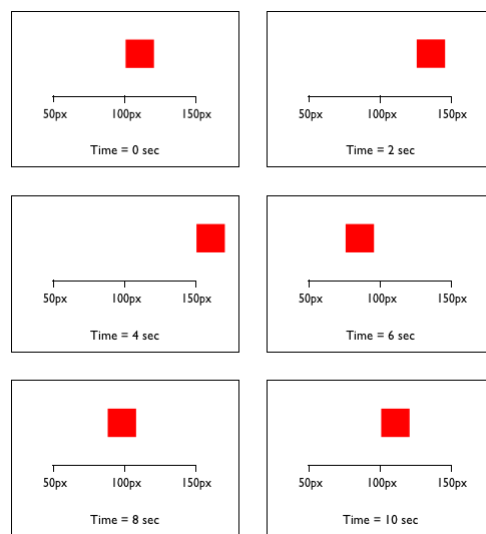 50px 100px 150px
Time = 0 sec
50px 100px 150px
Time = 2 sec
50px 100px 150px
Time = 4 sec
50px 100px 150px
Time = 6 sec
50px 100px 150px
Time = 8 sec
50px 100px 150px
Time = 10 sec